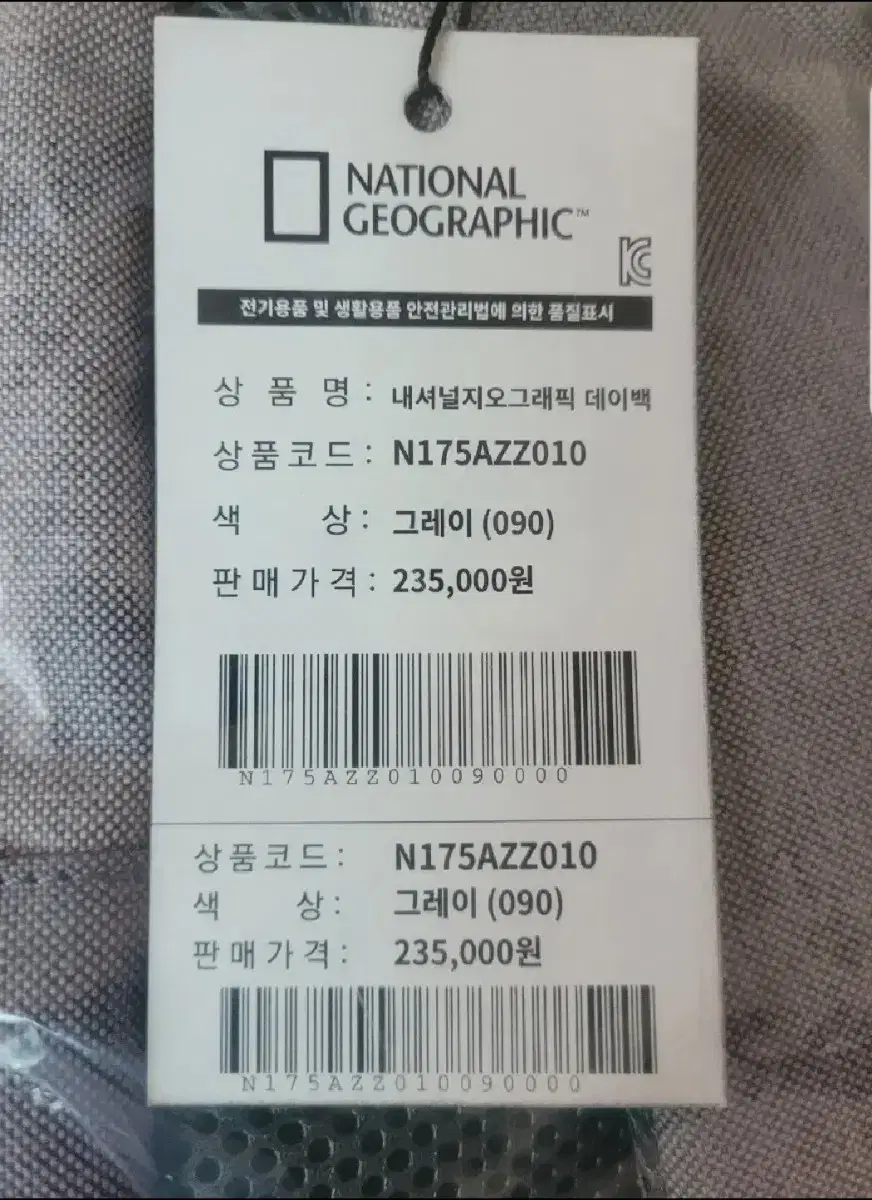 NATIONAL
GEOGRAPHIC™
KC
전기용품 및 생활용품 안전관리법에 의한 품질표시
상 품 명 : 내셔널지오그래픽 데이백
상품코드 : N175AZZ010
색 상 : 그레이 (090)
판매가격 : 235,000원
N175AZZ010090000
상품코드 : N175AZZ010
색 상 : 그레이 (090)
판매가격 : 235,000원
N175AZZ010090000